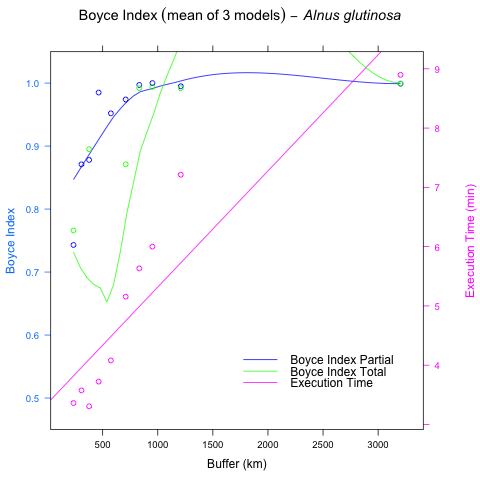 Boyce Index (mean of 3 models) – Alnus glutinosa
1.0
0.9
0.8
0.7
0.6
0.5
Boyce Index
9
8
7
6
5
4
Execution Time (min)
Boyce Index Partial
Boyce Index Total
Execution Time
500 1000 1500 2000 2500 3000
Buffer (km)